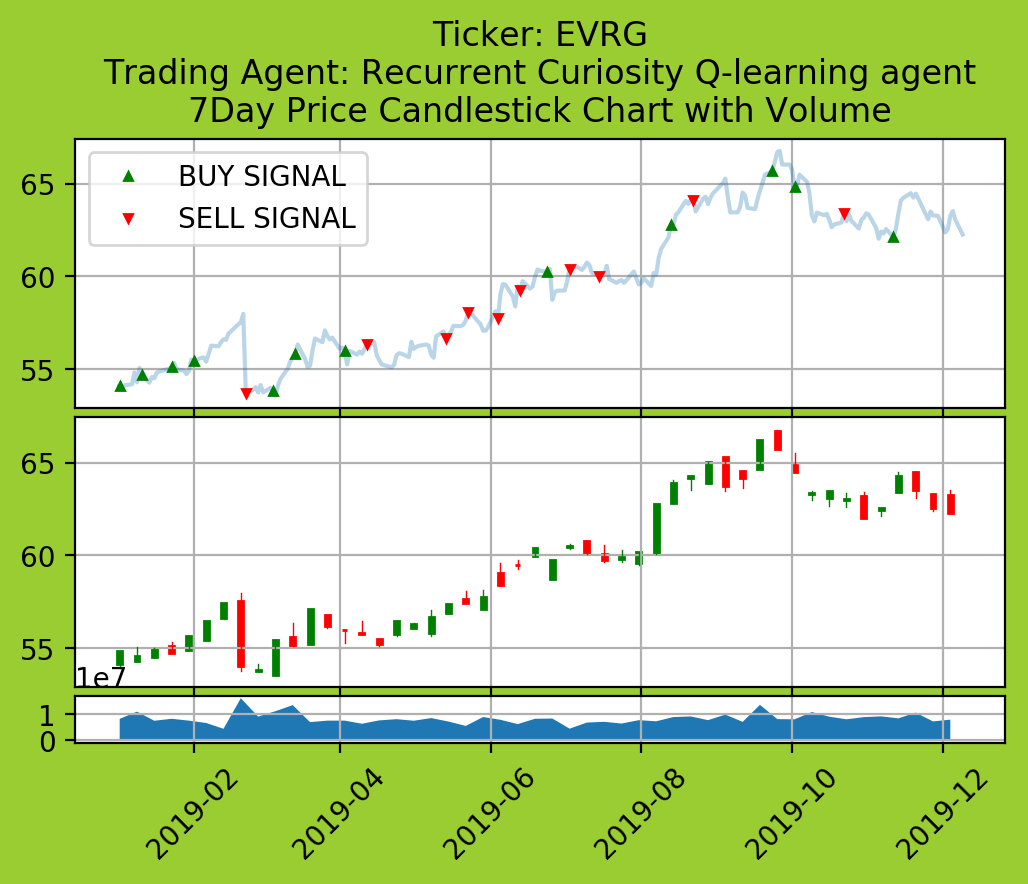 Ticker: EVRG
Trading Agent: Recurrent Curiosity Q-learning agent
7Day Price Candlestick Chart with Volume
BUY SIGNAL
SELL SIGNAL
65
60
55
65
60
55
1e7
1
0
2019-02
2019-04
2019-06
2019-08
2019-10
2019-12